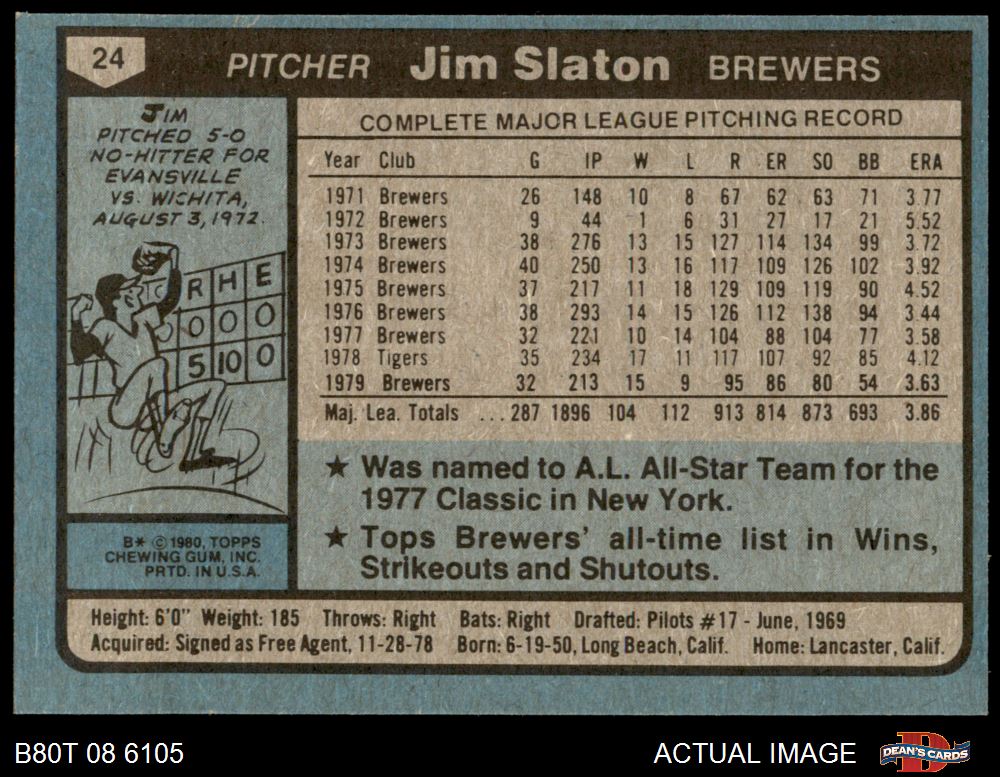 24
PITCHER Jim Slaton BREWERS
JIM
PITCHED 5-0
NO-HITTER FOR
EVANSVILLE
VS. WICHITA,
AUGUST 3, 1972.
R H E
0 0 0
5 10 0
B* © 1980, TOPPS
CHEWING GUM, INC.
PRTD. IN U.S.A.
COMPLETE MAJOR LEAGUE PITCHING RECORD
Year Club G IP W L R ER SO BB ERA
1971 Brewers 26 148 10 8 67 62 63 71 3.77
1972 Brewers 9 44 1 6 31 27 17 21 5.52
1973 Brewers 38 276 13 15 127 114 134 99 3.72
1974 Brewers 40 250 13 16 117 109 126 102 3.92
1975 Brewers 37 217 11 18 129 109 119 90 4.52
1976 Brewers 38 293 14 15 126 112 138 94 3.44
1977 Brewers 32 221 10 14 104 88 104 77 3.58
1978 Tigers 35 234 17 11 117 107 92 85 4.12
1979 Brewers 32 213 15 9 95 86 80 54 3.63
Maj. Lea. Totals ...287 1896 104 112 913 814 873 693 3.86
★ Was named to A.L. All-Star Team for the
1977 Classic in New York.
★ Tops Brewers' all-time list in Wins,
Strikeouts and Shutouts.
Height: 6'0" Weight: 185 Throws: Right Bats: Right Drafted: Pilots #17 - June, 1969
Acquired: Signed as Free Agent, 11-28-78 Born: 6-19-50, Long Beach, Calif. Home: Lancaster, Calif.
B80T 08 6105
ACTUAL IMAGE
DEAN'S CARDS